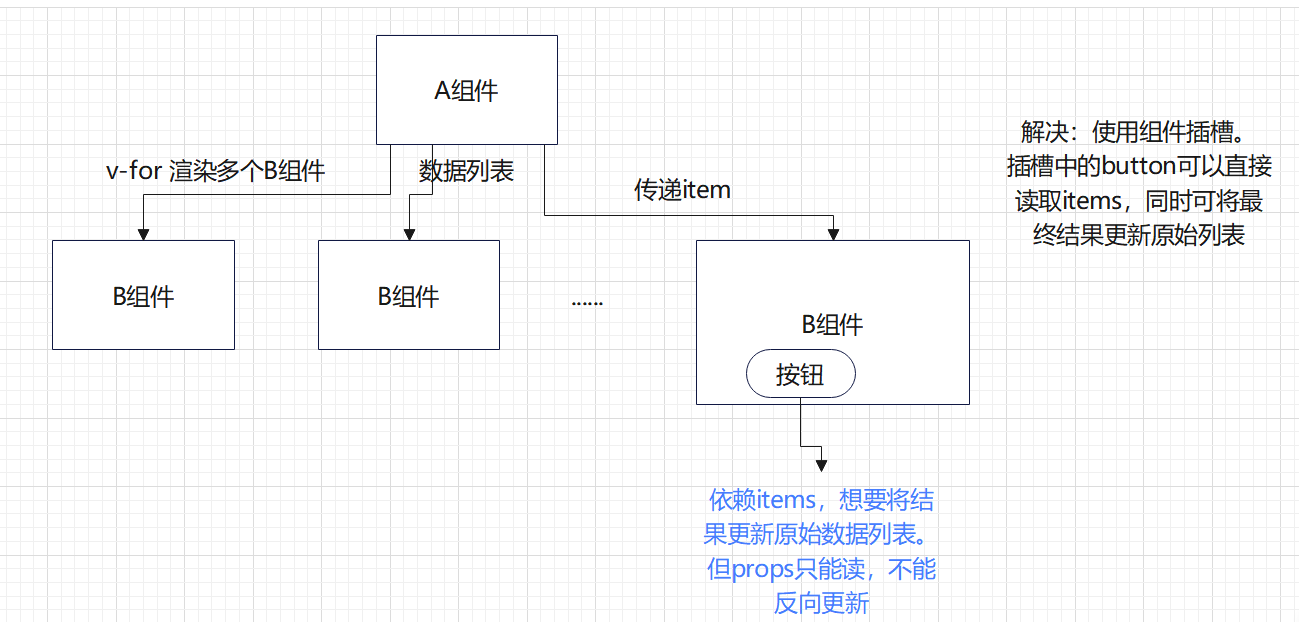 A组件
v-for 渲染多个B组件
数据列表
传递item
解决：使用组件插槽。
插槽中的button可以直接
读取items，同时可将最
终结果更新原始列表
B组件
B组件
······
B组件
按钮
依赖items，想要将结
果更新原始数据列表。
但props只能读，不能
反向更新